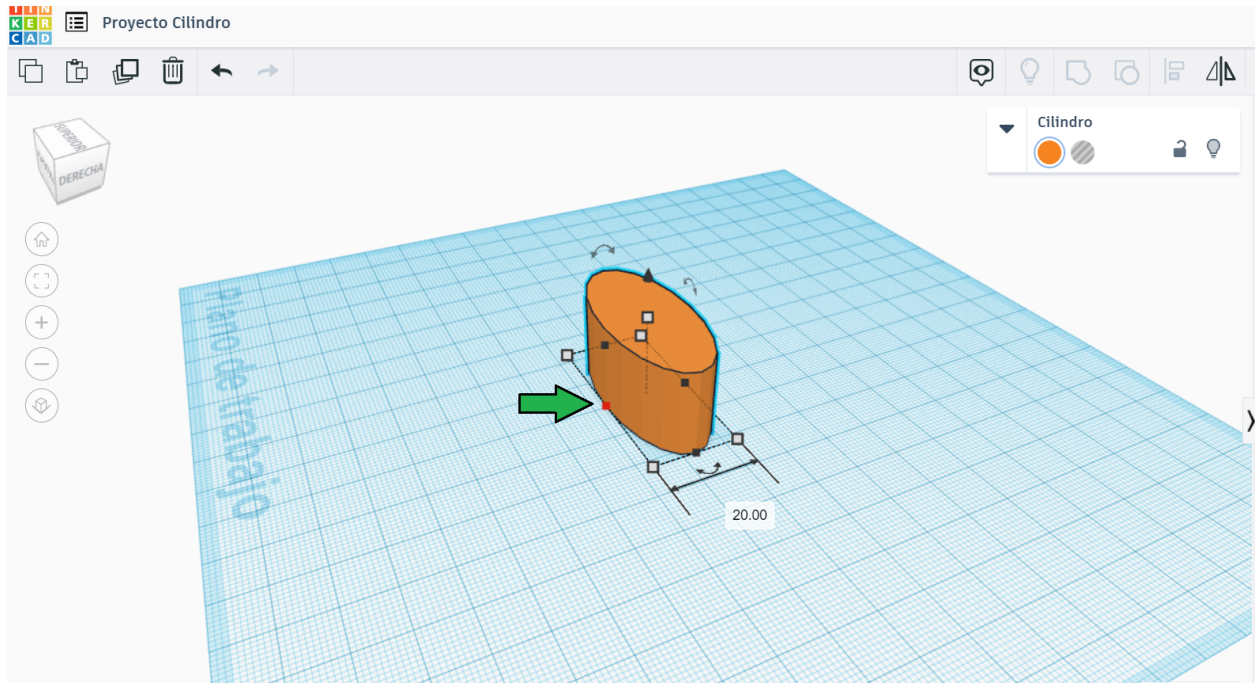 TIN
KER
CAD
Proyecto Cilindro
SUPERIOR
DERECHA
Cilindro
Plano de trabajo
20.00